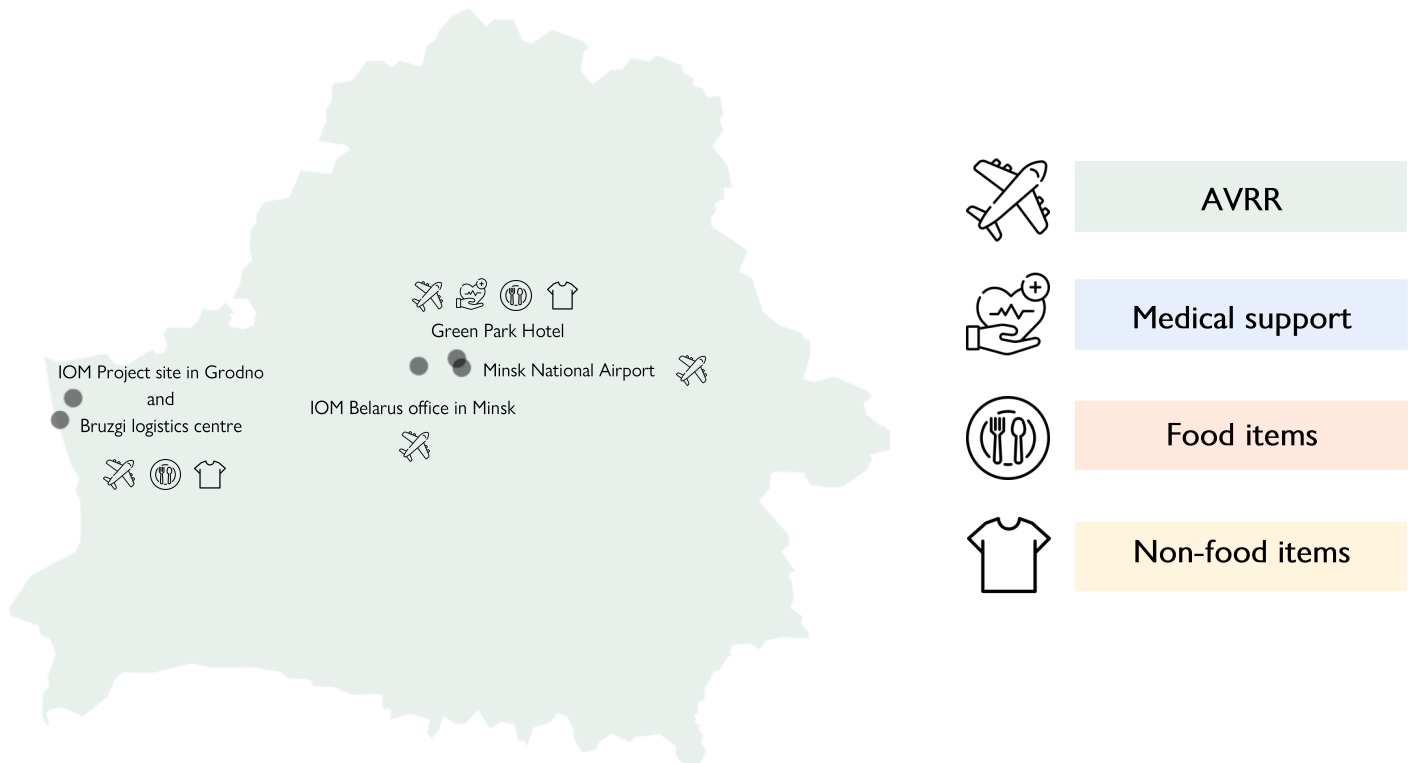 Green Park Hotel
IOM Project site in Grodno
and
Bruzgi logistics centre
Minsk National Airport
IOM Belarus office in Minsk
AVRR
Medical support
Food items
Non-food items